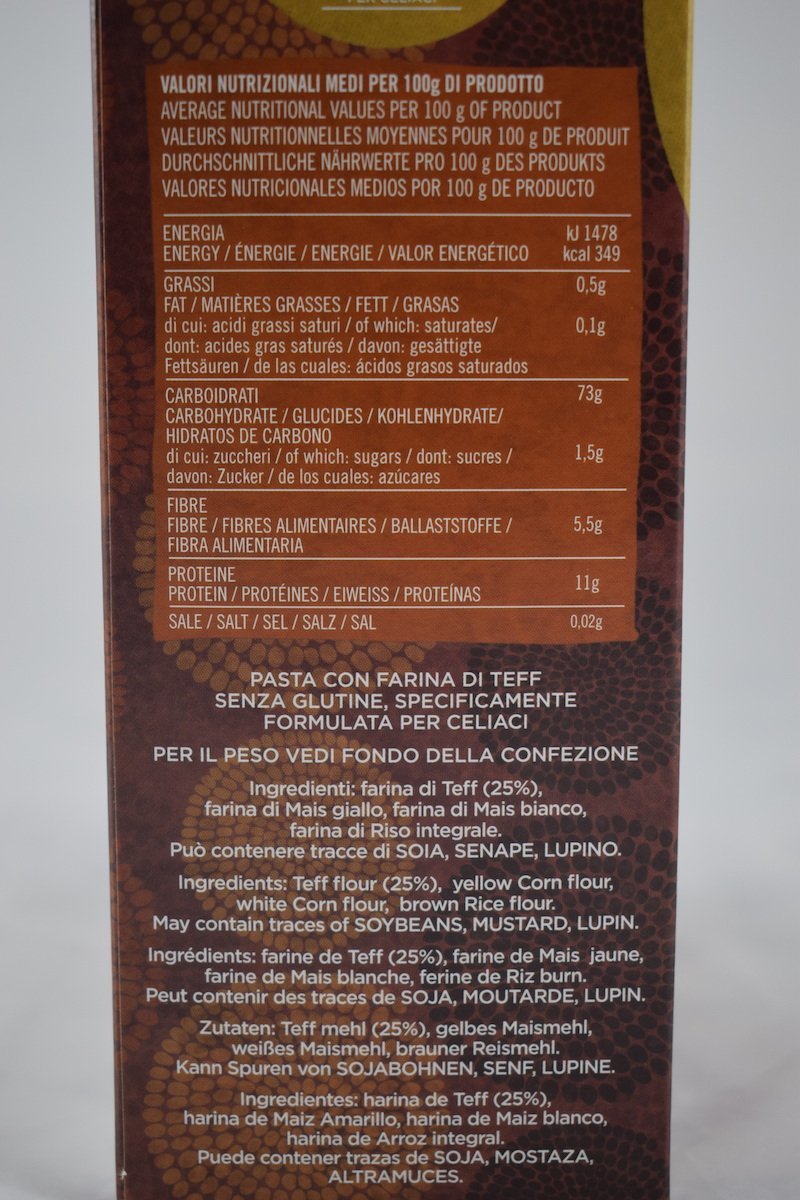 VALORI NUTRIZIONALI MEDI PER 100g DI PRODOTTO
AVERAGE NUTRITIONAL VALUES PER 100 g OF PRODUCT
VALEURS NUTRITIONNELLES MOYENNES POUR 100 g DE PRODUIT
DURCHSCHNITTLICHE NÄHRWERTE PRO 100 g DES PRODUKTS
VALORES NUTRICIONALES MEDIOS POR 100 g DE PRODUCTO
ENERGIA kJ 1478
ENERGY / ÉNERGIE / ENERGIE / VALOR ENERGÉTICO kcal 349
GRASSI 0,5g
FAT / MATIÈRES GRASSES / FETT / GRASAS
di cui: acidi grassi saturi / of which: saturates/ 0,1g
dont: acides gras saturés / davon: gesättigte
Fettsäuren / de las cuales: ácidos grasos saturados
CARBOIDRATI 73g
CARBOHYDRATE / GLUCIDES / KOHLENHYDRATE/
HIDRATOS DE CARBONO
di cui: zuccheri / of which: sugars / dont: sucres / 1,5g
davon: Zucker / de los cuales: azúcares
FIBRE
FIBRE / FIBRES ALIMENTAIRES / BALLASTSTOFFE / 5,5g
FIBRA ALIMENTARIA
PROTEINE
PROTEIN / PROTÉINES / EIWEISS / PROTEÍNAS 11g
SALE / SALT / SEL / SALZ / SAL 0,02g
PASTA CON FARINA DI TEFF
SENZA GLUTINE, SPECIFICAMENTE
FORMULATA PER CELIACI
PER IL PESO VEDI FONDO DELLA CONFEZIONE
Ingredienti: farina di Teff (25%),
farina di Mais giallo, farina di Mais bianco,
farina di Riso integrale.
Può contenere tracce di SOIA, SENAPE, LUPINO.
Ingredients: Teff flour (25%), yellow Corn flour,
white Corn flour, brown Rice flour.
May contain traces of SOYBEANS, MUSTARD, LUPIN.
Ingrédients: farine de Teff (25%), farine de Mais jaune,
farine de Mais blanche, ferine de Riz burn.
Peut contenir des traces de SOJA, MOUTARDE, LUPIN.
Zutaten: Teff mehl (25%), gelbes Maismehl,
weißes Maismehl, brauner Reismehl.
Kann Spuren von SOJABOHNEN, SENF, LUPINE.
Ingredientes: harina de Teff (25%),
harina de Maiz Amarillo, harina de Maiz blanco,
harina de Arroz integral.
Puede contener trazas de SOJA, MOSTAZA,
ALTRAMUCES.